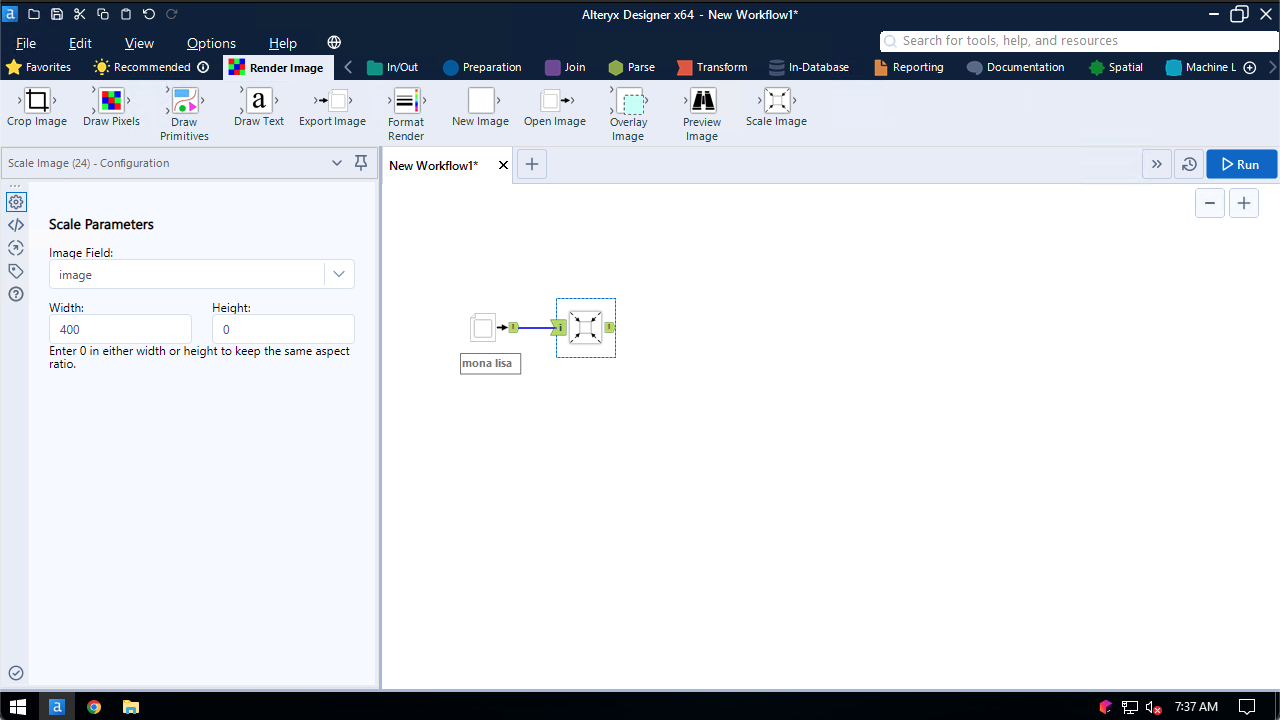 Alteryx Designer x64 - New Workflow1*
File Edit View Options Help
Search for tools, help, and resources
Favorites Recommended Render Image In/Out Preparation Join Parse Transform In-Database Reporting Documentation Spatial Machine L
Crop Image
Draw Pixels
Draw
Primitives
Draw Text
Export Image
Format
Render
New Image
Open Image
Overlay
Image
Preview
Image
Scale Image
Scale Image (24) - Configuration
New Workflow1*
Run
Scale Parameters
Image Field:
image
Width: Height:
400 0
Enter 0 in either width or height to keep the same aspect
ratio.
mona lisa
7:37 AM